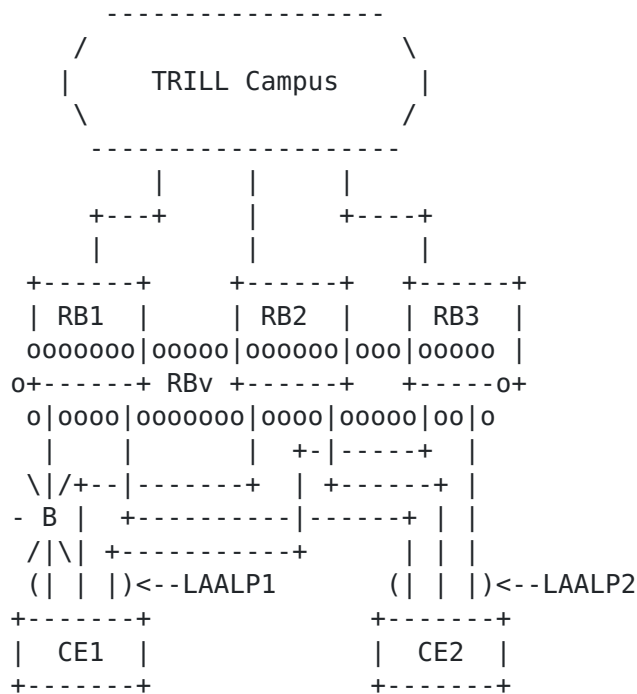 TRILL Campus
RB1 RB2 RB3
RBv
B
(| | |)<--LAALP1 (| | |)<--LAALP2
CE1 CE2